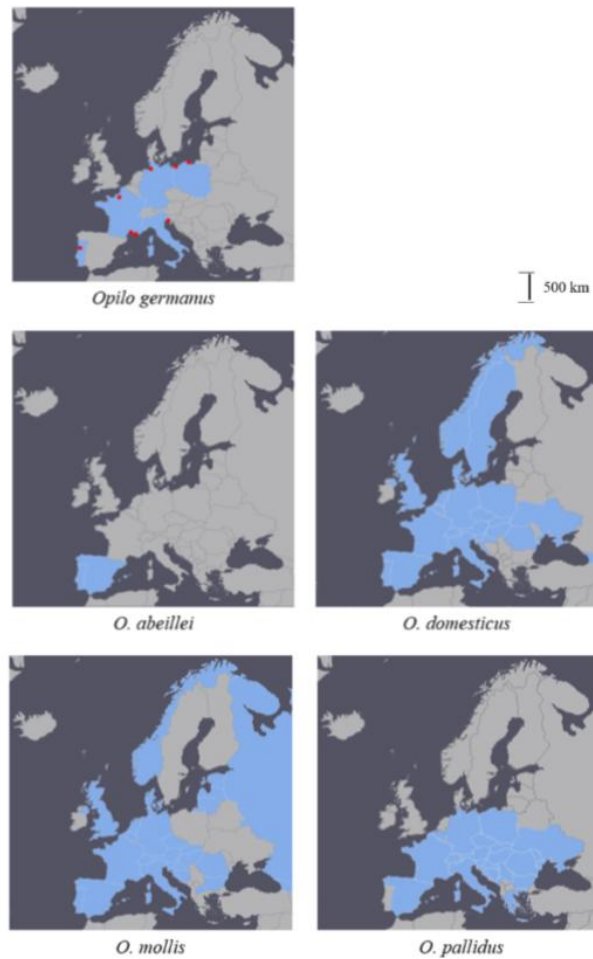 Opilo germanus
500 km
O. abeillei
O. domesticus
O. mollis
O. pallidus